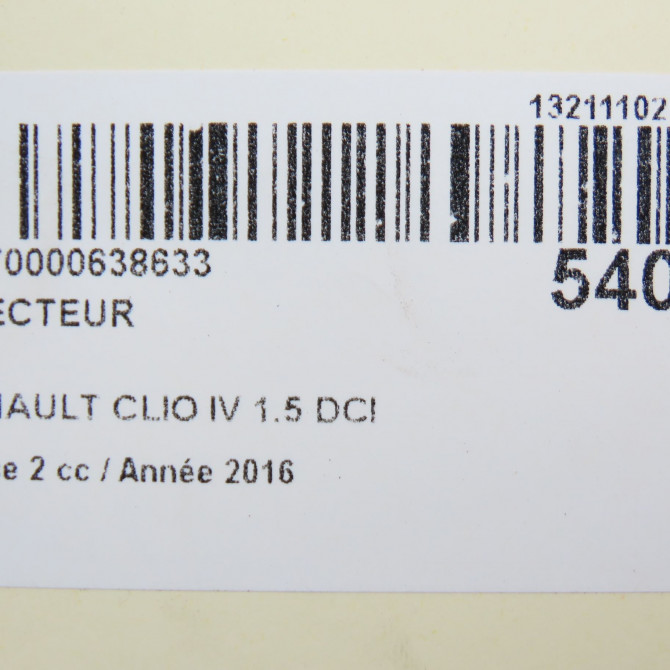 13211102
70000638633
540
ECTEUR
NAULT CLIO IV 1.5 DCI
e 2 cc / Année 2016